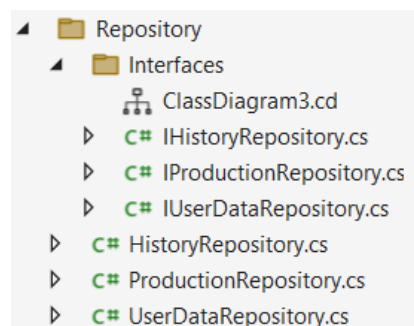 Repository
Interfaces
ClassDiagram3.cd
C# IHistoryRepository.cs
C# IProductionRepository.cs
C# IUserDataRepository.cs
C# HistoryRepository.cs
C# ProductionRepository.cs
C# UserDataRepository.cs